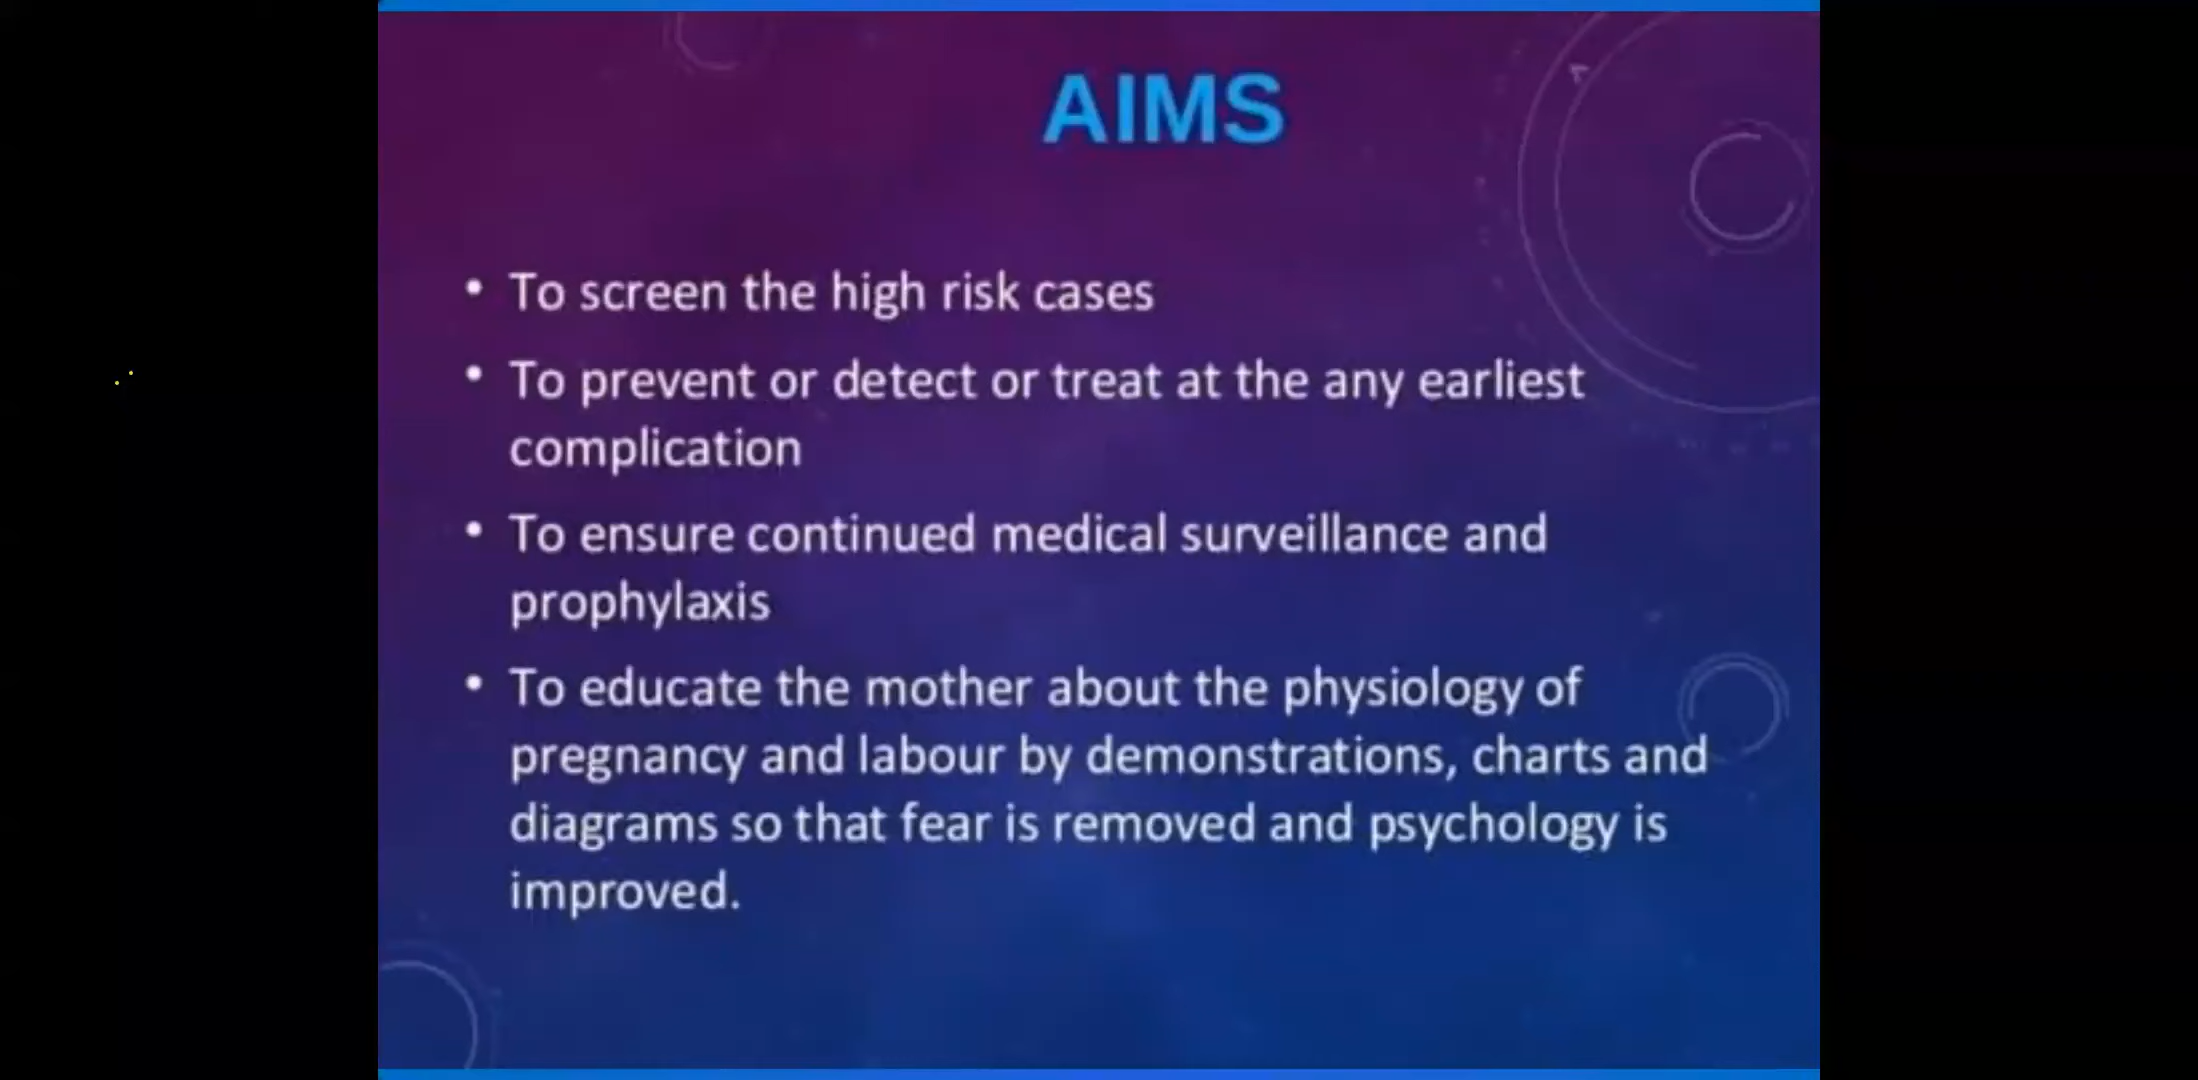 AIMS
• To screen the high risk cases
• To prevent or detect or treat at the any earliest
complication
• To ensure continued medical surveillance and
prophylaxis
• To educate the mother about the physiology of
pregnancy and labour by demonstrations, charts and
diagrams so that fear is removed and psychology is
improved.